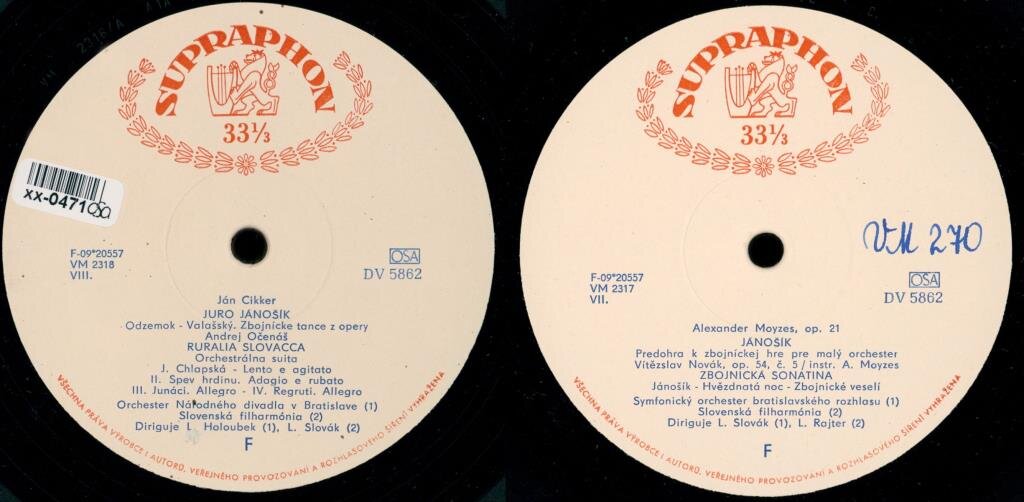 SUPRAPHON
33⅓
xx-0471
OSA
F-09*20557
VM 2318
VIII.
OSA
DV 5862
Ján Cikker
JURO JÁNOŠÍK
Odzemok - Valašský. Zbojnícke tance z opery
Andrej Očenáš
RURALIA SLOVACCA
Orchestrálna suita
J. Chlapská - Lento e agitato
II. Spev hrdinu. Adagio e rubato
III. Junáci. Allegro - IV. Regruti. Allegro
Orchester Národného divadla v Bratislave (1)
Slovenská filharmónia (2)
Diriguje L. Holoubek (1), L. Slovák (2)
F
VŠECHNA PRÁVA VÝROBCE I AUTORŮ, VEŘEJNÉHO PROVOZOVÁNÍ A ROZHLASOVÉHO ŠÍŘENÍ VYHRAŽENA
SUPRAPHON
33⅓
VM 270
F-09*20557
VM 2317
VII.
OSA
DV 5862
Alexander Moyzes, op. 21
JÁNOŠÍK
Predohra k zbojníckej hre pre malý orchester
Vítězslav Novák, op. 54, č. 5 / instr. A. Moyzes
ZBOJNICKÁ SONATINA
Jánošík - Hvězdnatá noc - Zbojnické veselí
Symfonický orchester bratislavského rozhlasu (1)
Slovenská filharmónia (2)
Diriguje L. Slovák (1), L. Rajter (2)
F
VŠECHNA PRÁVA VÝROBCE I AUTORŮ, VEŘEJNÉHO PROVOZOVÁNÍ A ROZHLASOVÉHO ŠÍŘENÍ VYHRAŽENA